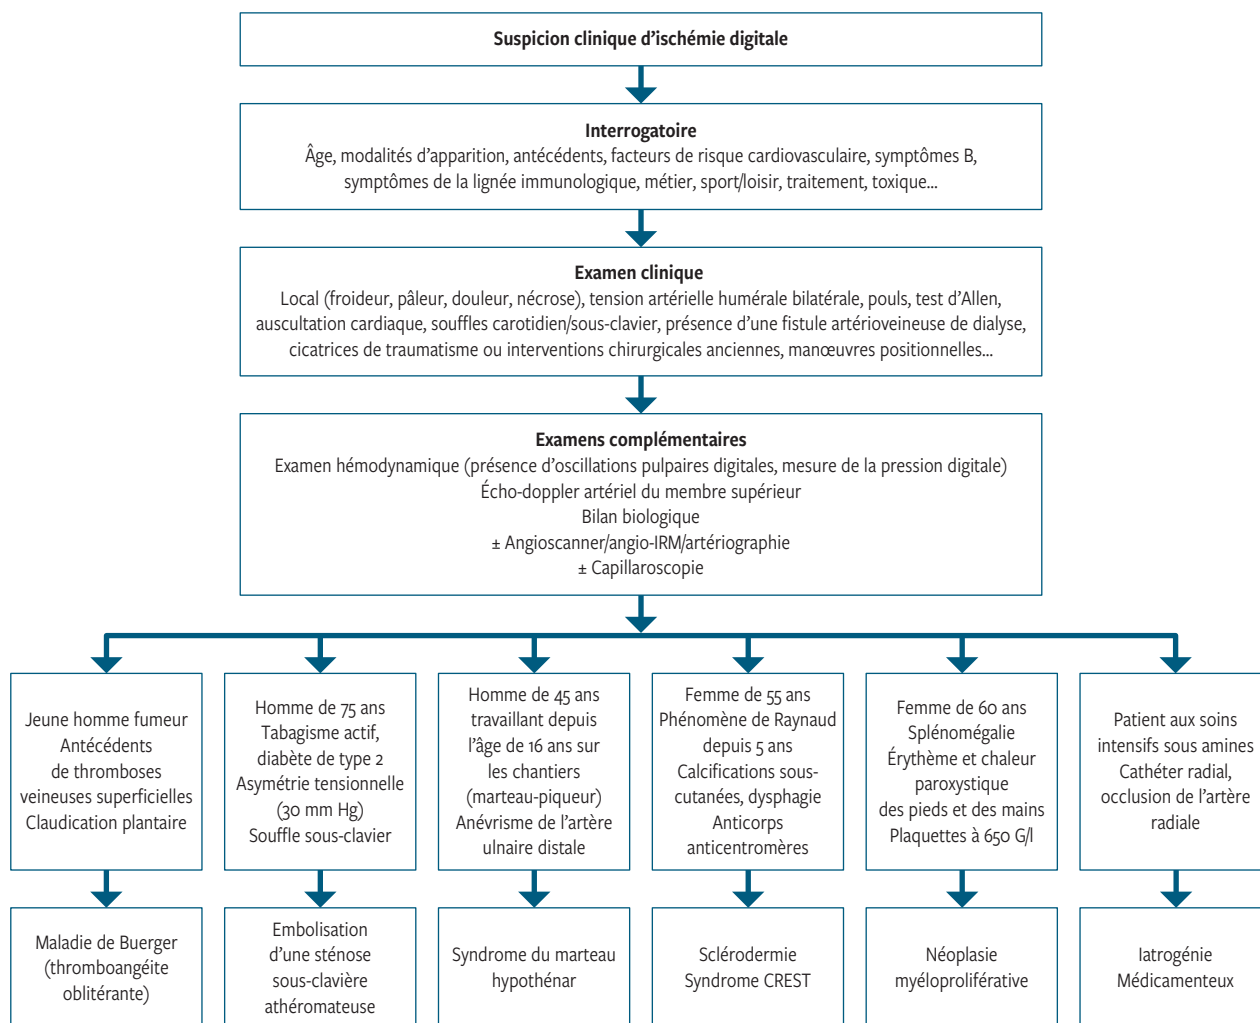 Suspicion clinique d’ischémie digitale
Interrogatoire
Âge, modalités d’apparition, antécédents, facteurs de risque cardiovasculaire, symptômes B,
symptômes de la lignée immunologique, métier, sport/loisir, traitement, toxique…
Examen clinique
Local (froideur, pâleur, douleur, nécrose), tension artérielle humérale bilatérale, pouls, test d’Allen,
auscultation cardiaque, souffles carotidien/sous-clavier, présence d’une fistule artérioveineuse de dialyse,
cicatrices de traumatisme ou interventions chirurgicales anciennes, manœuvres positionnelles…
Examens complémentaires
Examen hémodynamique (présence d’oscillations pulpaires digitales, mesure de la pression digitale)
Écho-doppler artériel du membre supérieur
Bilan biologique
± Angioscanner/angio-IRM/artériographie
± Capillaroscopie
Jeune homme fumeur
Antécédents
de thromboses
veineuses superficielles
Claudication plantaire
Homme de 75 ans
Tabagisme actif,
diabète de type 2
Asymétrie tensionnelle
(30 mm Hg)
Souffle sous-clavier
Homme de 45 ans
travaillant depuis
l’âge de 16 ans sur
les chantiers
(marteau-piqueur)
Anévrisme de l’artère
ulnaire distale
Femme de 55 ans
Phénomène de Raynaud
depuis 5 ans
Calcifications sous-
cutanées, dysphagie
Anticorps
anticentromères
Femme de 60 ans
Splénomégalie
Érythème et chaleur
paroxystique
des pieds et des mains
Plaquettes à 650 G/l
Patient aux soins
intensifs sous amines
Cathéter radial,
occlusion de l’artère
radiale
Maladie de Buerger
(thromboangéite
oblitérante)
Embolisation
d’une sténose
sous-clavière
athéromateuse
Syndrome du marteau
hypothénar
Sclérodermie
Syndrome CREST
Néoplasie
myéloproliférative
Iatrogénie
Médicamenteux